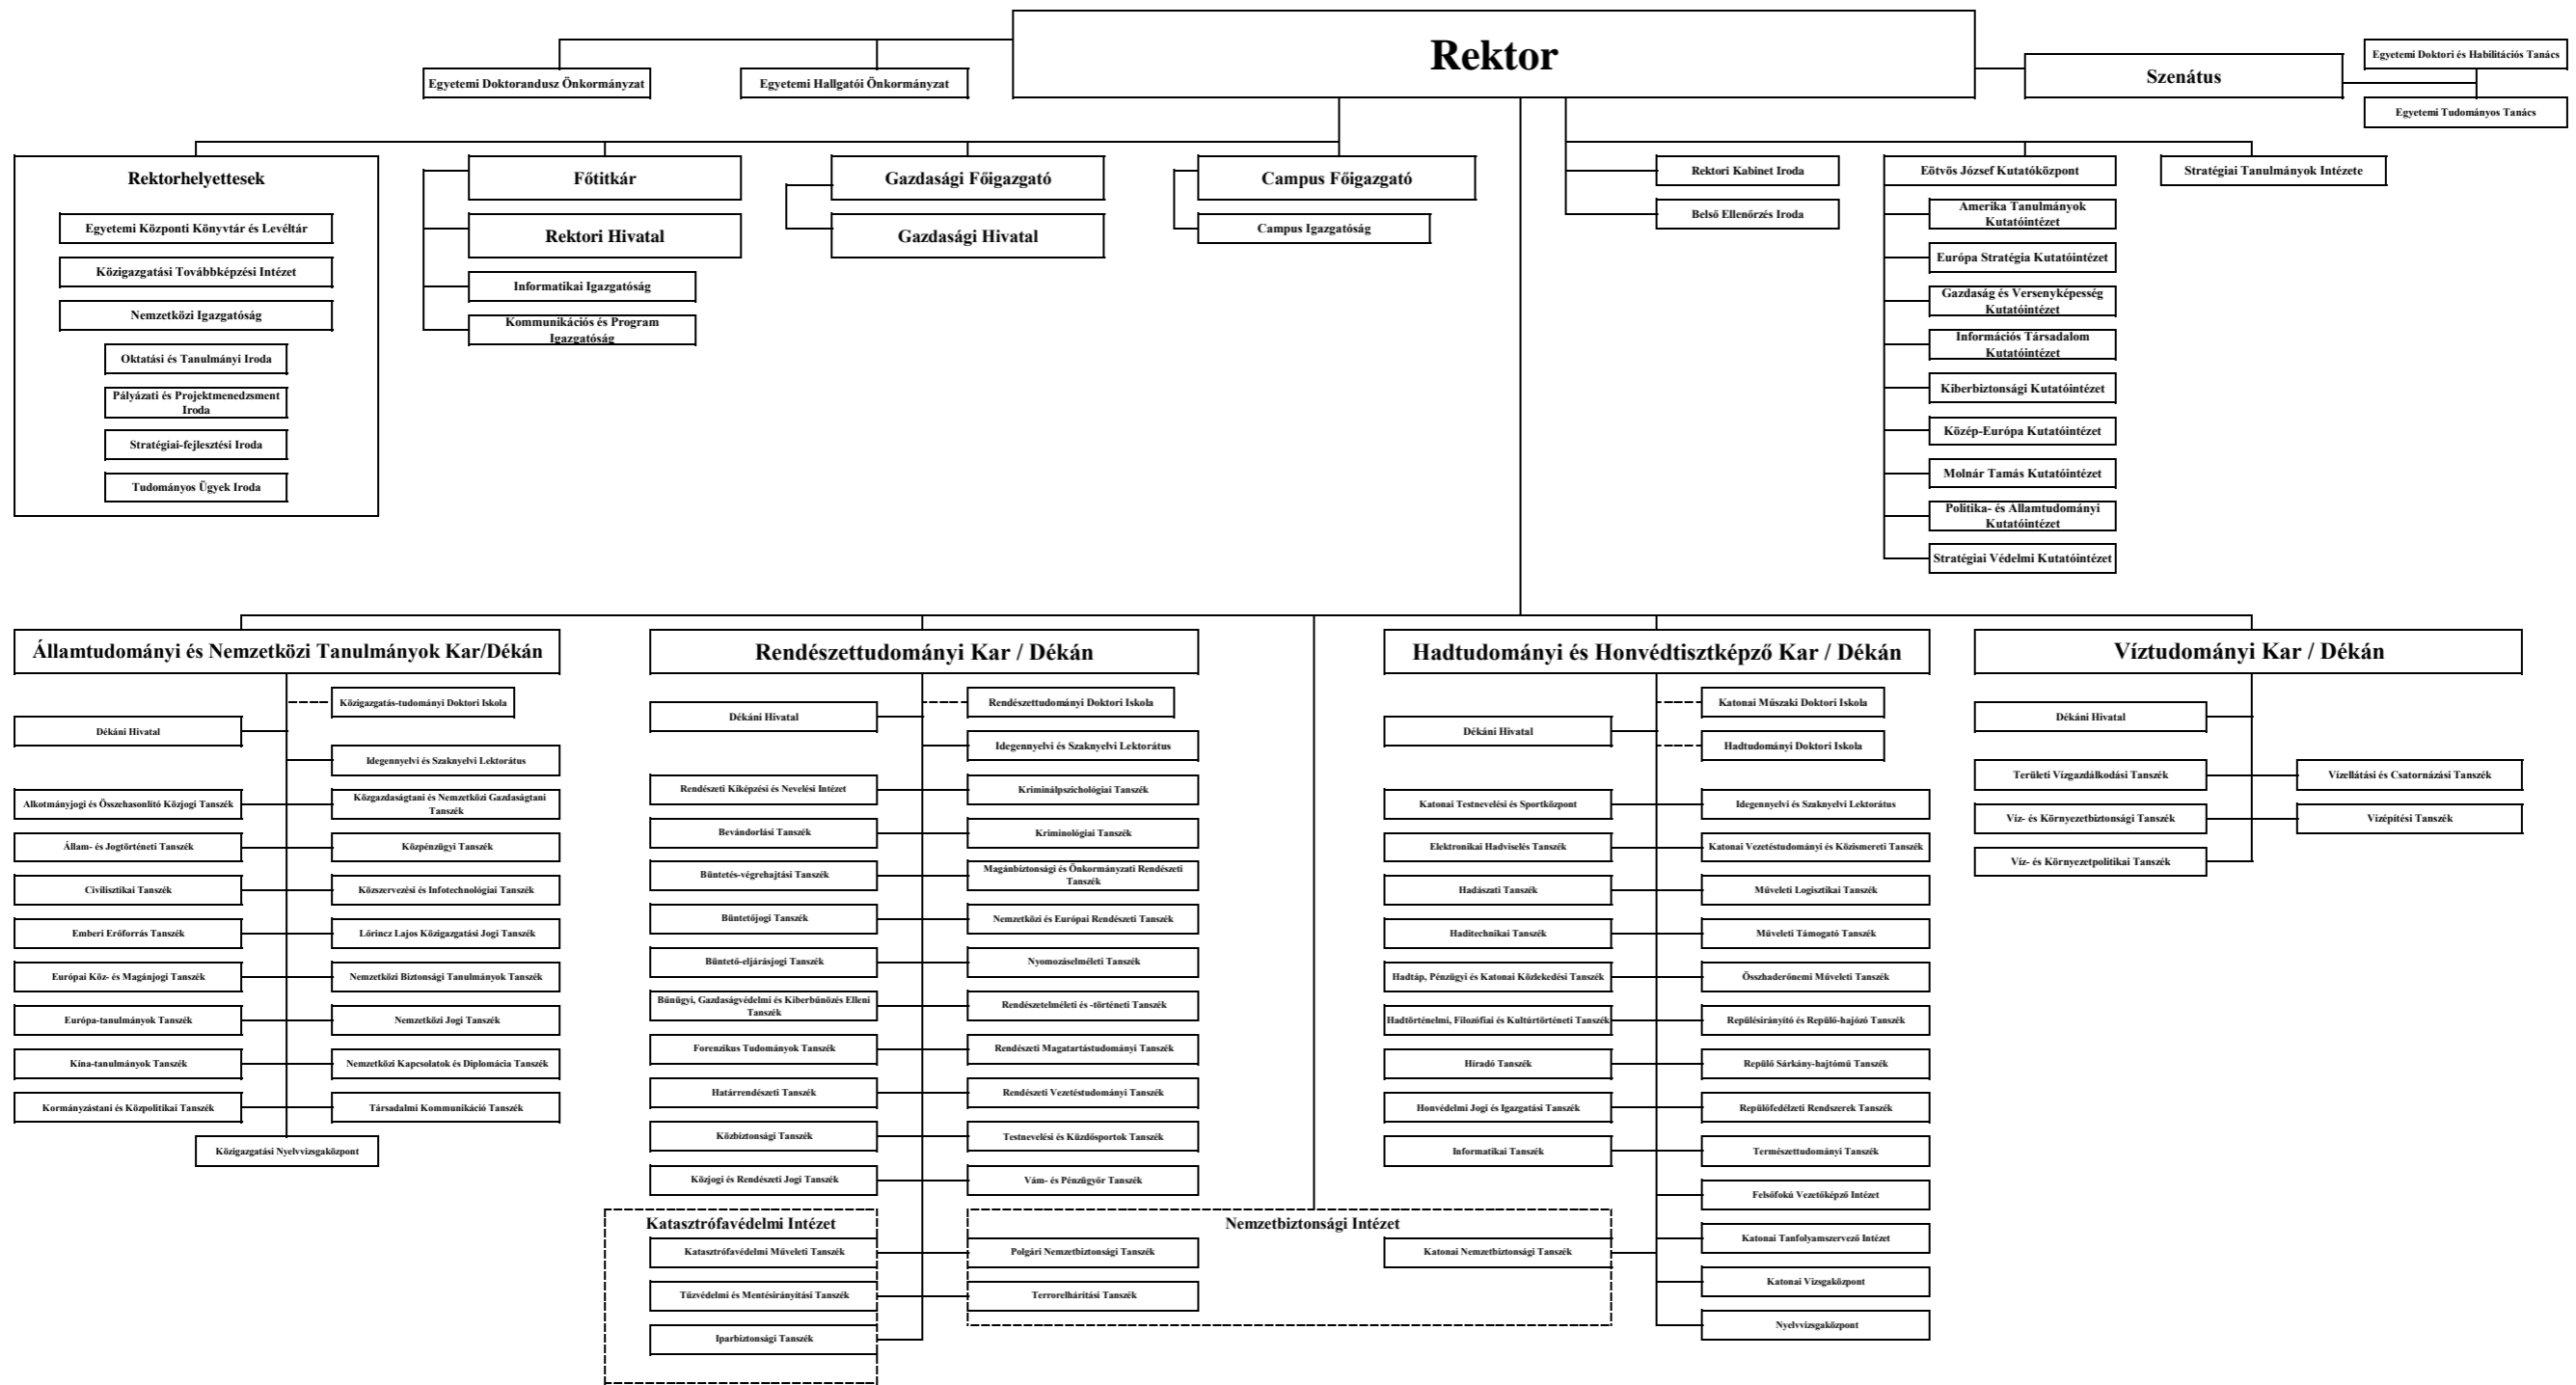 Rektor
Egyetemi Doktorandusz Önkormányzat
Egyetemi Hallgatói Önkormányzat
Szenátus
Egyetemi Doktori és Habilitációs Tanács
Egyetemi Tudományos Tanács
Rektorhelyettesek
Egyetemi Központi Könyvtár és Levéltár
Közigazgatási Továbbképzési Intézet
Nemzetközi Igazgatóság
Oktatási és Tanulmányi Iroda
Pályázati és Projektmenedzsment
Iroda
Stratégiai-fejlesztési Iroda
Tudományos Ügyek Iroda
Főtitkár
Rektori Hivatal
Informatikai Igazgatóság
Kommunikációs és Program
Igazgatóság
Gazdasági Főigazgató
Gazdasági Hivatal
Campus Főigazgató
Campus Igazgatóság
Rektori Kabinet Iroda
Belső Ellenőrzés Iroda
Eötvös József Kutatóközpont
Amerika Tanulmányok
Kutatóintézet
Európa Stratégia Kutatóintézet
Gazdaság és Versenyképesség
Kutatóintézet
Információs Társadalom
Kutatóintézet
Kiberbiztonsági Kutatóintézet
Közép-Európa Kutatóintézet
Molnár Tamás Kutatóintézet
Politika- és Államtudományi
Kutatóintézet
Stratégiai Védelmi Kutatóintézet
Stratégiai Tanulmányok Intézete
Államtudományi és Nemzetközi Tanulmányok Kar/Dékán
Közigazgatás-tudományi Doktori Iskola
Dékáni Hivatal
Idegennyelvi és Szaknyelvi Lektorátus
Alkotmányjogi és Összehasonlító Közjogi Tanszék
Közgazdaságtani és Nemzetközi Gazdaságtani
Tanszék
Állam- és Jogtörténeti Tanszék
Közpénzügyi Tanszék
Civilisztikai Tanszék
Közszervezési és Infotechnológiai Tanszék
Emberi Erőforrás Tanszék
Lőrincz Lajos Közigazgatási Jogi Tanszék
Európai Köz- és Magánjogi Tanszék
Nemzetközi Biztonsági Tanulmányok Tanszék
Európa-tanulmányok Tanszék
Nemzetközi Jogi Tanszék
Kína-tanulmányok Tanszék
Nemzetközi Kapcsolatok és Diplomácia Tanszék
Kormányzástani és Közpolitikai Tanszék
Társadalmi Kommunikáció Tanszék
Közigazgatási Nyelvvizsgaközpont
Rendészettudományi Kar / Dékán
Rendészettudományi Doktori Iskola
Dékáni Hivatal
Idegennyelvi és Szaknyelvi Lektorátus
Rendészeti Kiképzési és Nevelési Intézet
Kriminálpszichológiai Tanszék
Bevándorlási Tanszék
Kriminológiai Tanszék
Büntetés-végrehajtási Tanszék
Magánbiztonsági és Önkormányzati Rendészeti
Tanszék
Büntetőjogi Tanszék
Nemzetközi és Európai Rendészeti Tanszék
Büntető-eljárásjogi Tanszék
Nyomozáselméleti Tanszék
Bűnügyi, Gazdaságvédelmi és Kiberbűnözés Elleni
Tanszék
Rendészetelméleti és -történeti Tanszék
Forenzikus Tudományok Tanszék
Rendészeti Magatartástudományi Tanszék
Határrendészeti Tanszék
Rendészeti Vezetéstudományi Tanszék
Közbiztonsági Tanszék
Testnevelési és Küzdősportok Tanszék
Közjogi és Rendészeti Jogi Tanszék
Vám- és Pénzügyőr Tanszék
Katasztrófavédelmi Intézet
Katasztrófavédelmi Műveleti Tanszék
Tűzvédelmi és Mentésirányítási Tanszék
Iparbiztonsági Tanszék
Nemzetbiztonsági Intézet
Polgári Nemzetbiztonsági Tanszék
Terrorelhárítási Tanszék
Katonai Nemzetbiztonsági Tanszék
Hadtudományi és Honvédtisztképző Kar / Dékán
Katonai Műszaki Doktori Iskola
Dékáni Hivatal
Hadtudományi Doktori Iskola
Katonai Testnevelési és Sportközpont
Idegennyelvi és Szaknyelvi Lektorátus
Elektronikai Hadviselés Tanszék
Katonai Vezetéstudományi és Közismereti Tanszék
Hadászati Tanszék
Műveleti Logisztikai Tanszék
Haditechnikai Tanszék
Műveleti Támogató Tanszék
Hadtáp, Pénzügyi és Katonai Közlekedési Tanszék
Összhaderőnemi Műveleti Tanszék
Hadtörténelmi, Filozófiai és Kultúrtörténeti Tanszék
Repülésirányító és Repülő-hajózó Tanszék
Híradó Tanszék
Repülő Sárkány-hajtómű Tanszék
Honvédelmi Jogi és Igazgatási Tanszék
Repülőfedélzeti Rendszerek Tanszék
Informatikai Tanszék
Természettudományi Tanszék
Felsőfokú Vezetőképző Intézet
Katonai Tanfolyamszervező Intézet
Katonai Vizsgaközpont
Nyelvvizsgaközpont
Víztudományi Kar / Dékán
Dékáni Hivatal
Területi Vízgazdálkodási Tanszék
Vízellátási és Csatornázási Tanszék
Víz- és Környezetbiztonsági Tanszék
Vízépítési Tanszék
Víz- és Környezetpolitikai Tanszék